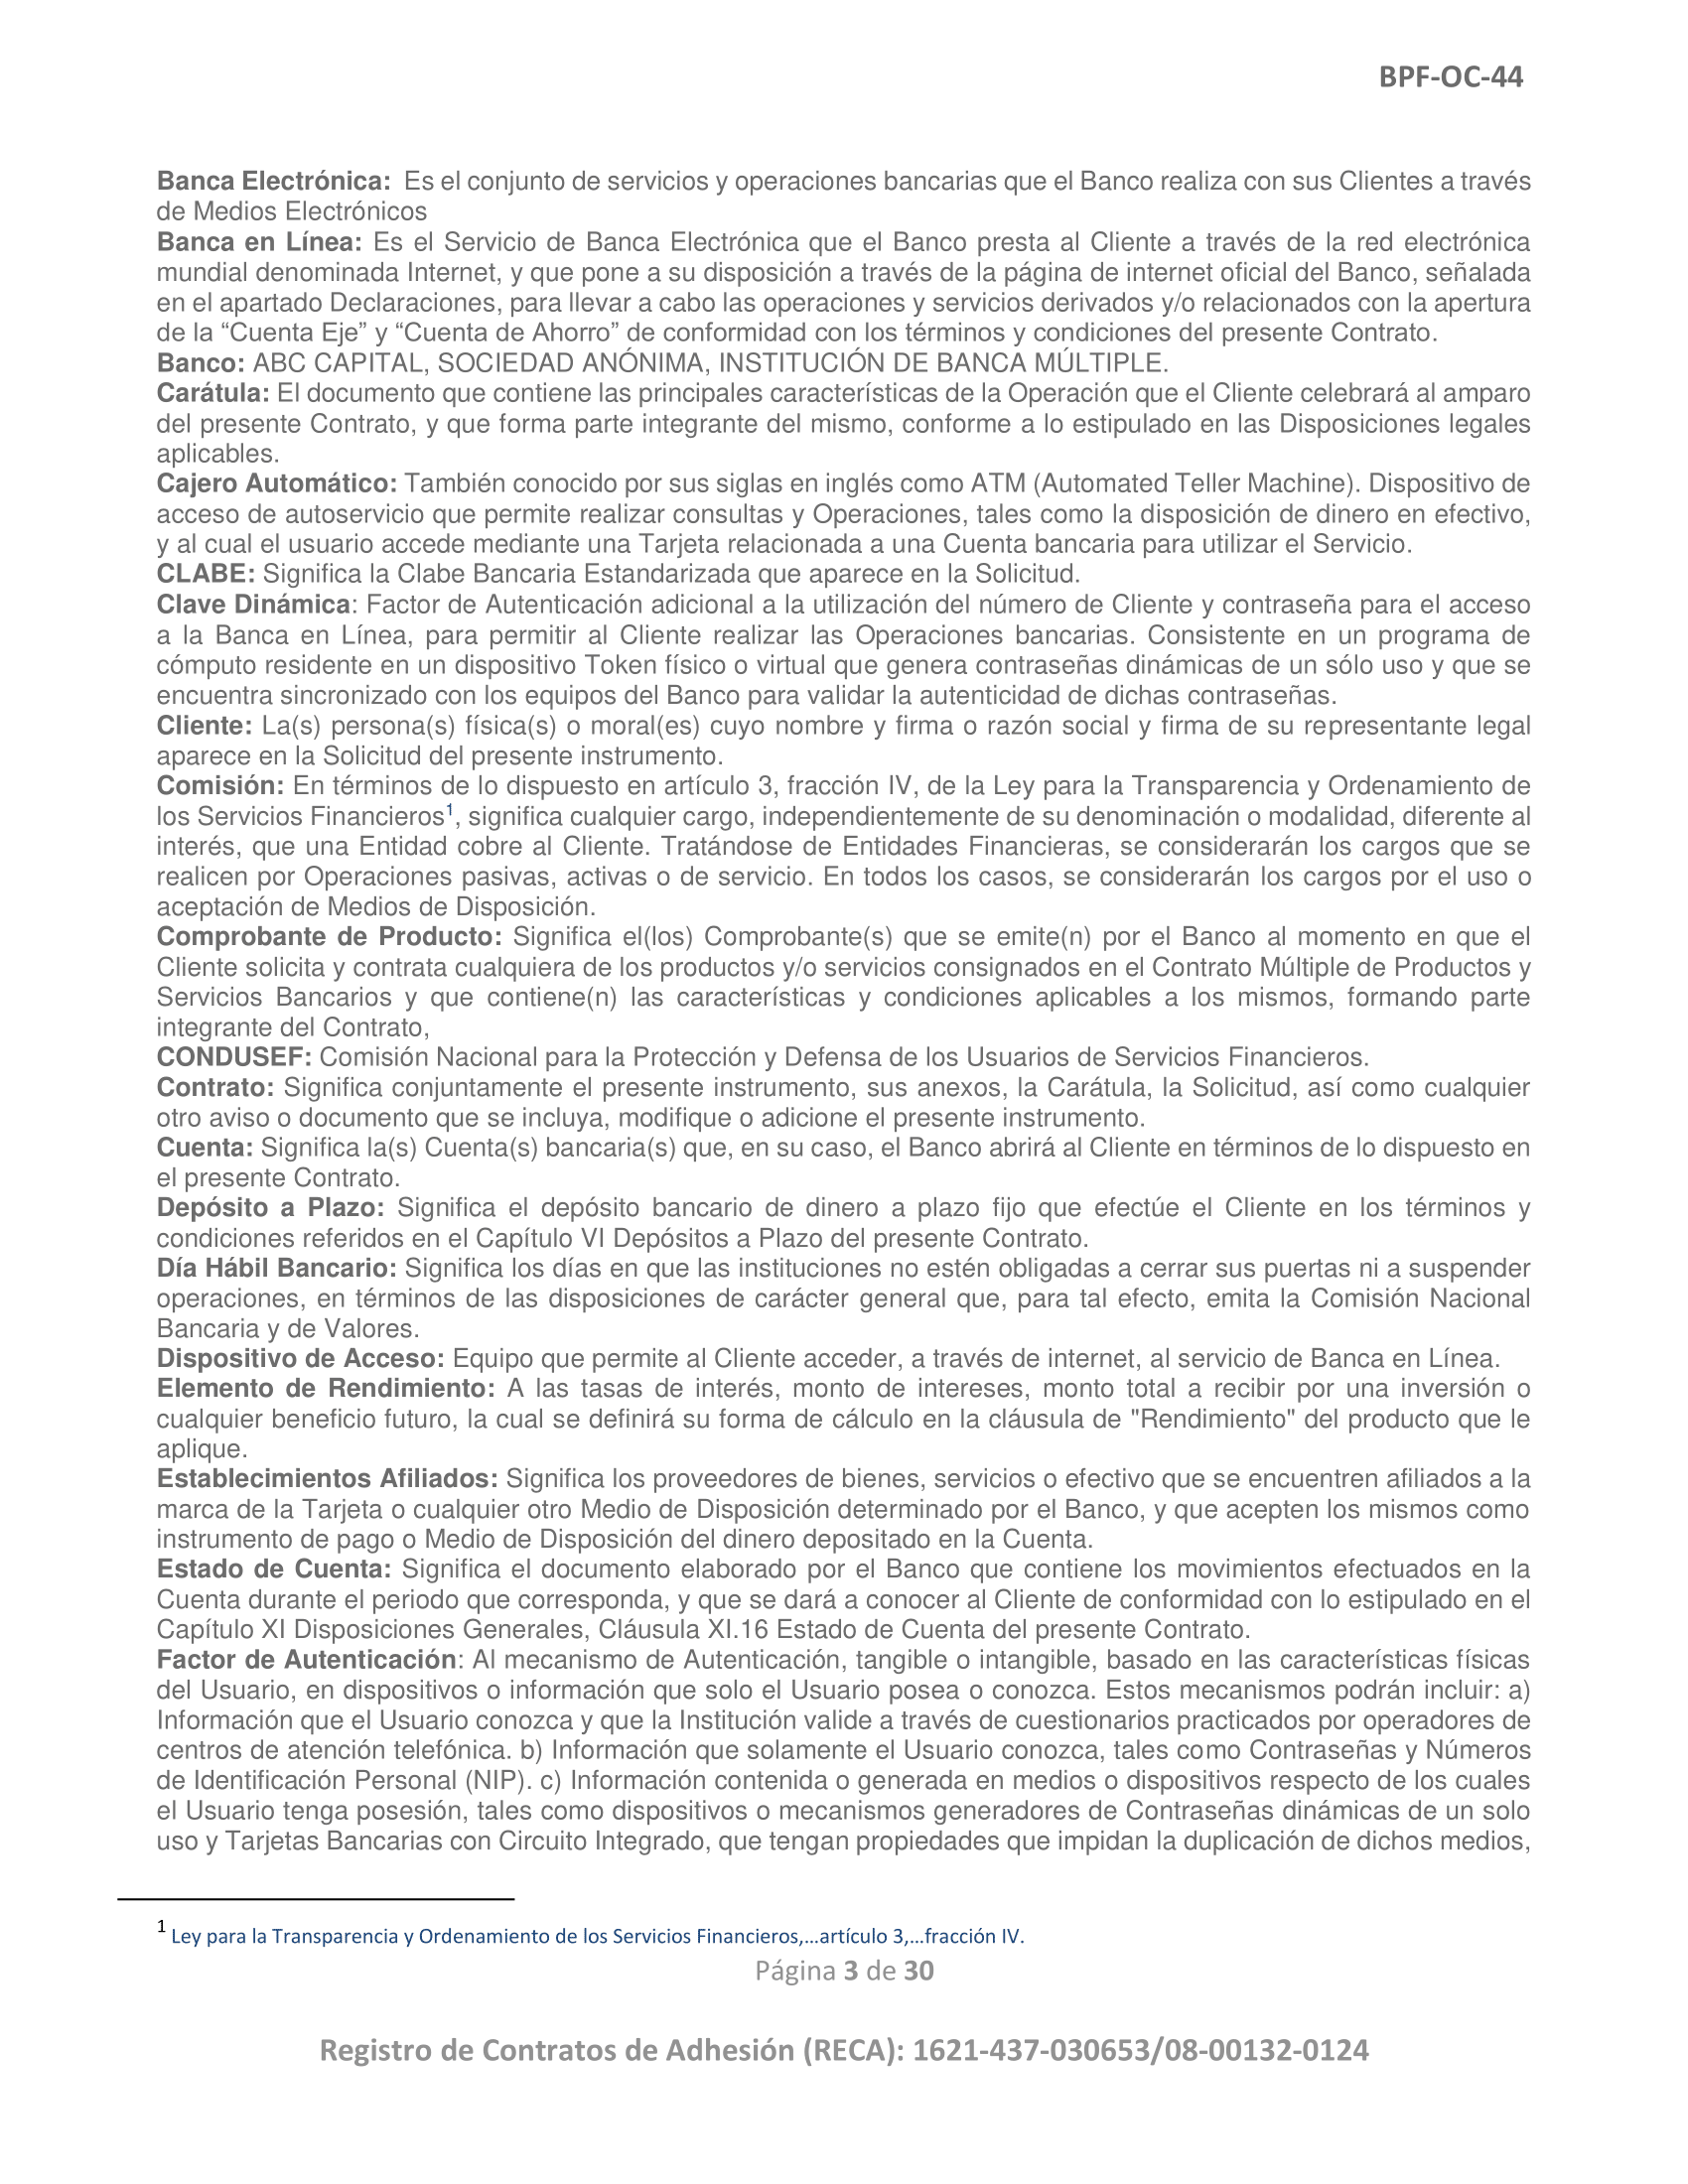 BPF-OC-44
Banca Electrónica: Es el conjunto de servicios y operaciones bancarias que el Banco realiza con sus Clientes a través
de Medios Electrónicos
Banca en Línea: Es el Servicio de Banca Electrónica que el Banco presta al Cliente a través de la red electrónica
mundial denominada Internet, y que pone a su disposición a través de la página de internet oficial del Banco, señalada
en el apartado Declaraciones, para llevar a cabo las operaciones y servicios derivados y/o relacionados con la apertura
de la “Cuenta Eje” y “Cuenta de Ahorro” de conformidad con los términos y condiciones del presente Contrato.
Banco: ABC CAPITAL, SOCIEDAD ANÓNIMA, INSTITUCIÓN DE BANCA MÚLTIPLE.
Carátula: El documento que contiene las principales características de la Operación que el Cliente celebrará al amparo
del presente Contrato, y que forma parte integrante del mismo, conforme a lo estipulado en las Disposiciones legales
aplicables.
Cajero Automático: También conocido por sus siglas en inglés como ATM (Automated Teller Machine). Dispositivo de
acceso de autoservicio que permite realizar consultas y Operaciones, tales como la disposición de dinero en efectivo,
y al cual el usuario accede mediante una Tarjeta relacionada a una Cuenta bancaria para utilizar el Servicio.
CLABE: Significa la Clabe Bancaria Estandarizada que aparece en la Solicitud.
Clave Dinámica: Factor de Autenticación adicional a la utilización del número de Cliente y contraseña para el acceso
a la Banca en Línea, para permitir al Cliente realizar las Operaciones bancarias. Consistente en un programa de
cómputo residente en un dispositivo Token físico o virtual que genera contraseñas dinámicas de un sólo uso y que se
encuentra sincronizado con los equipos del Banco para validar la autenticidad de dichas contraseñas.
Cliente: La(s) persona(s) física(s) o moral(es) cuyo nombre y firma o razón social y firma de su representante legal
aparece en la Solicitud del presente instrumento.
Comisión: En términos de lo dispuesto en artículo 3, fracción IV, de la Ley para la Transparencia y Ordenamiento de
los Servicios Financieros1, significa cualquier cargo, independientemente de su denominación o modalidad, diferente al
interés, que una Entidad cobre al Cliente. Tratándose de Entidades Financieras, se considerarán los cargos que se
realicen por Operaciones pasivas, activas o de servicio. En todos los casos, se considerarán los cargos por el uso o
aceptación de Medios de Disposición.
Comprobante de Producto: Significa el(los) Comprobante(s) que se emite(n) por el Banco al momento en que el
Cliente solicita y contrata cualquiera de los productos y/o servicios consignados en el Contrato Múltiple de Productos y
Servicios Bancarios y que contiene(n) las características y condiciones aplicables a los mismos, formando parte
integrante del Contrato,
CONDUSEF: Comisión Nacional para la Protección y Defensa de los Usuarios de Servicios Financieros.
Contrato: Significa conjuntamente el presente instrumento, sus anexos, la Carátula, la Solicitud, así como cualquier
otro aviso o documento que se incluya, modifique o adicione el presente instrumento.
Cuenta: Significa la(s) Cuenta(s) bancaria(s) que, en su caso, el Banco abrirá al Cliente en términos de lo dispuesto en
el presente Contrato.
Depósito a Plazo: Significa el depósito bancario de dinero a plazo fijo que efectúe el Cliente en los términos y
condiciones referidos en el Capítulo VI Depósitos a Plazo del presente Contrato.
Día Hábil Bancario: Significa los días en que las instituciones no estén obligadas a cerrar sus puertas ni a suspender
operaciones, en términos de las disposiciones de carácter general que, para tal efecto, emita la Comisión Nacional
Bancaria y de Valores.
Dispositivo de Acceso: Equipo que permite al Cliente acceder, a través de internet, al servicio de Banca en Línea.
Elemento de Rendimiento: A las tasas de interés, monto de intereses, monto total a recibir por una inversión o
cualquier beneficio futuro, la cual se definirá su forma de cálculo en la cláusula de "Rendimiento" del producto que le
aplique.
Establecimientos Afiliados: Significa los proveedores de bienes, servicios o efectivo que se encuentren afiliados a la
marca de la Tarjeta o cualquier otro Medio de Disposición determinado por el Banco, y que acepten los mismos como
instrumento de pago o Medio de Disposición del dinero depositado en la Cuenta.
Estado de Cuenta: Significa el documento elaborado por el Banco que contiene los movimientos efectuados en la
Cuenta durante el periodo que corresponda, y que se dará a conocer al Cliente de conformidad con lo estipulado en el
Capítulo XI Disposiciones Generales, Cláusula XI.16 Estado de Cuenta del presente Contrato.
Factor de Autenticación: Al mecanismo de Autenticación, tangible o intangible, basado en las características físicas
del Usuario, en dispositivos o información que solo el Usuario posea o conozca. Estos mecanismos podrán incluir: a)
Información que el Usuario conozca y que la Institución valide a través de cuestionarios practicados por operadores de
centros de atención telefónica. b) Información que solamente el Usuario conozca, tales como Contraseñas y Números
de Identificación Personal (NIP). c) Información contenida o generada en medios o dispositivos respecto de los cuales
el Usuario tenga posesión, tales como dispositivos o mecanismos generadores de Contraseñas dinámicas de un solo
uso y Tarjetas Bancarias con Circuito Integrado, que tengan propiedades que impidan la duplicación de dichos medios,
1 Ley para la Transparencia y Ordenamiento de los Servicios Financieros,…artículo 3,…fracción IV.
Página 3 de 30
Registro de Contratos de Adhesión (RECA): 1621-437-030653/08-00132-0124